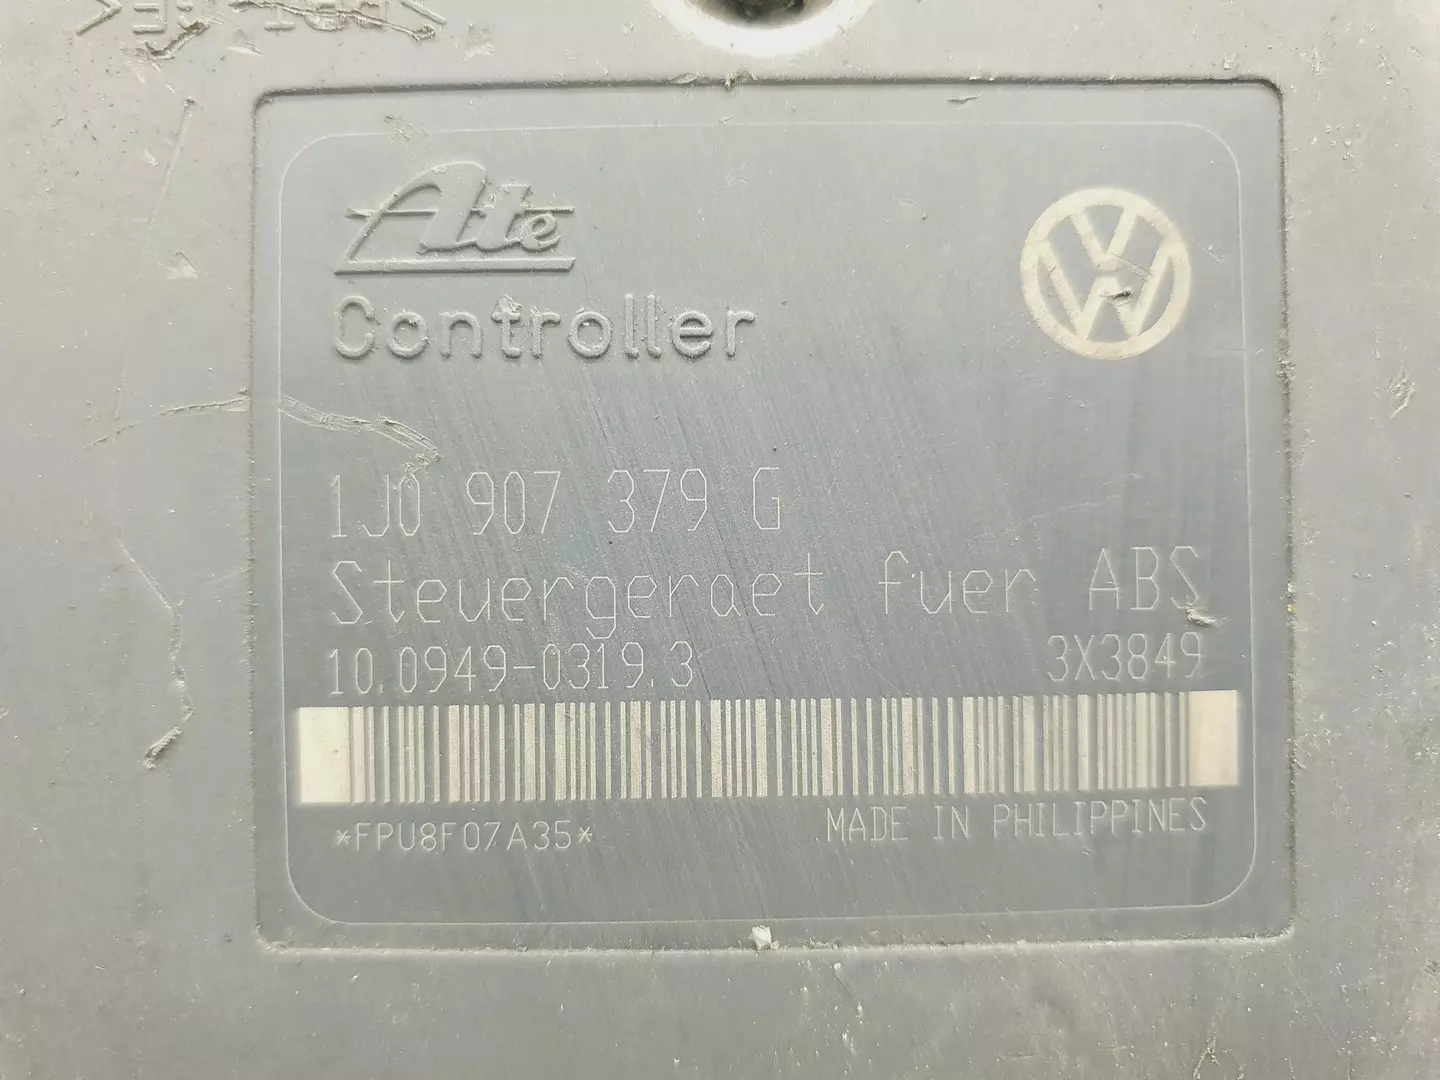 Ate
Controller
1J0 907 379 G
Steuergeraet fuer ABS
10.0949-0319.3 3X3849
*FPU8F07A35* MADE IN PHILIPPINES